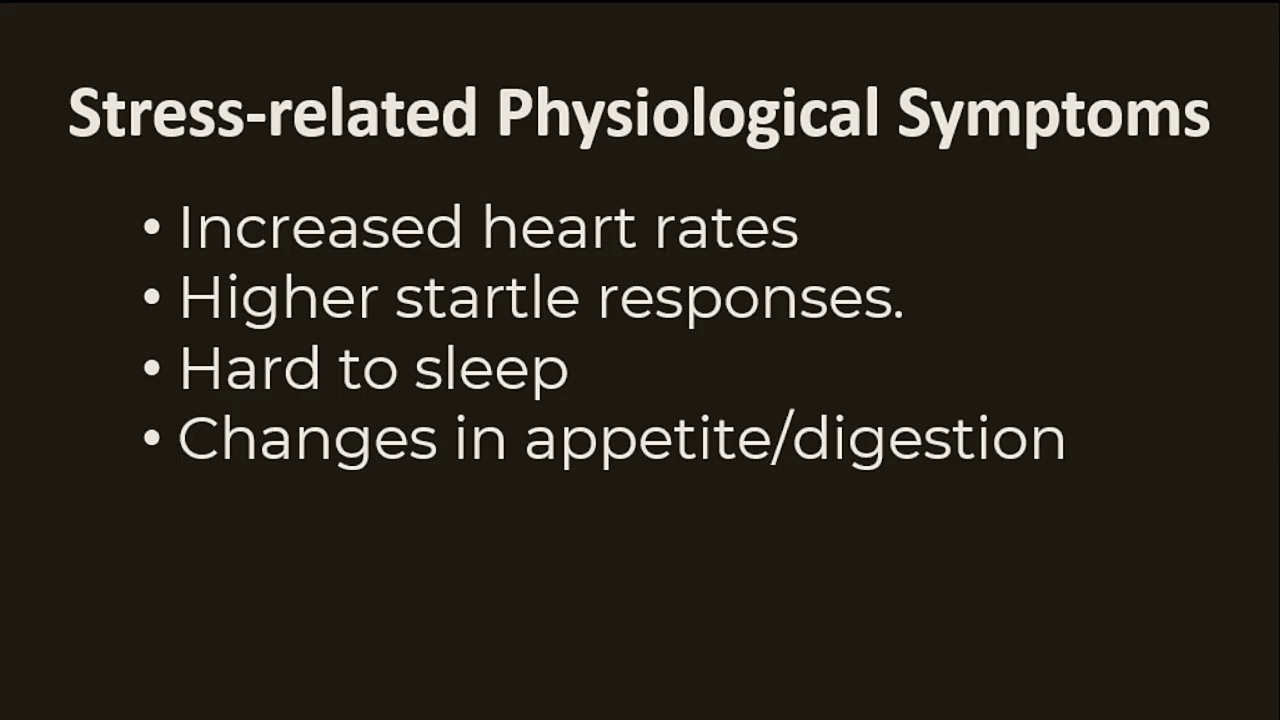 Stress-related Physiological Symptoms
• Increased heart rates
• Higher startle responses.
• Hard to sleep
• Changes in appetite/digestion